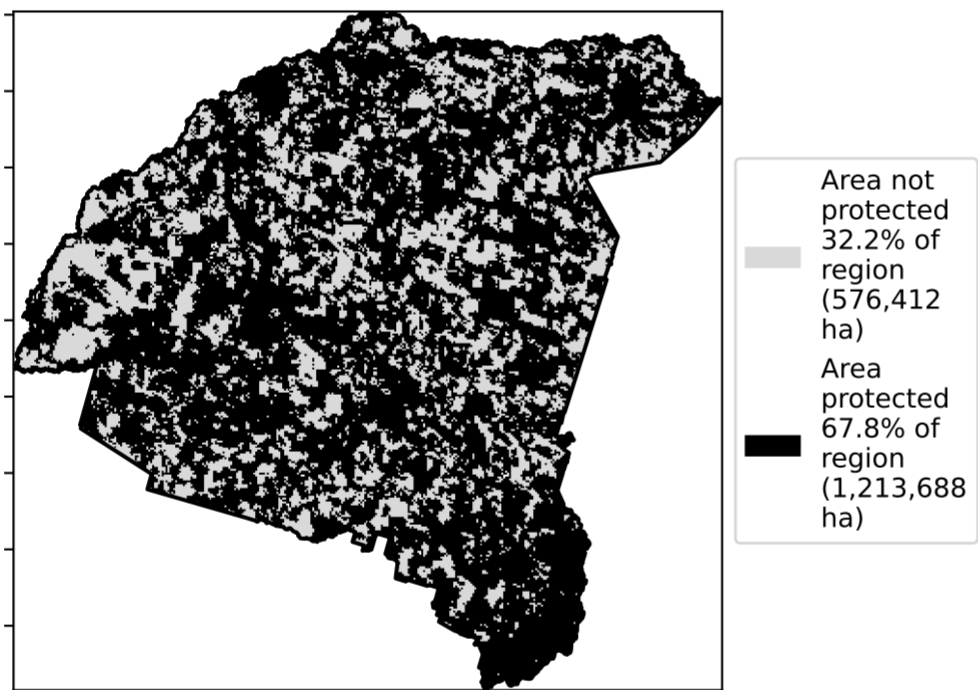 Area not
protected
32.2% of
region
(576,412
ha)
Area
protected
67.8% of
region
(1,213,688
ha)